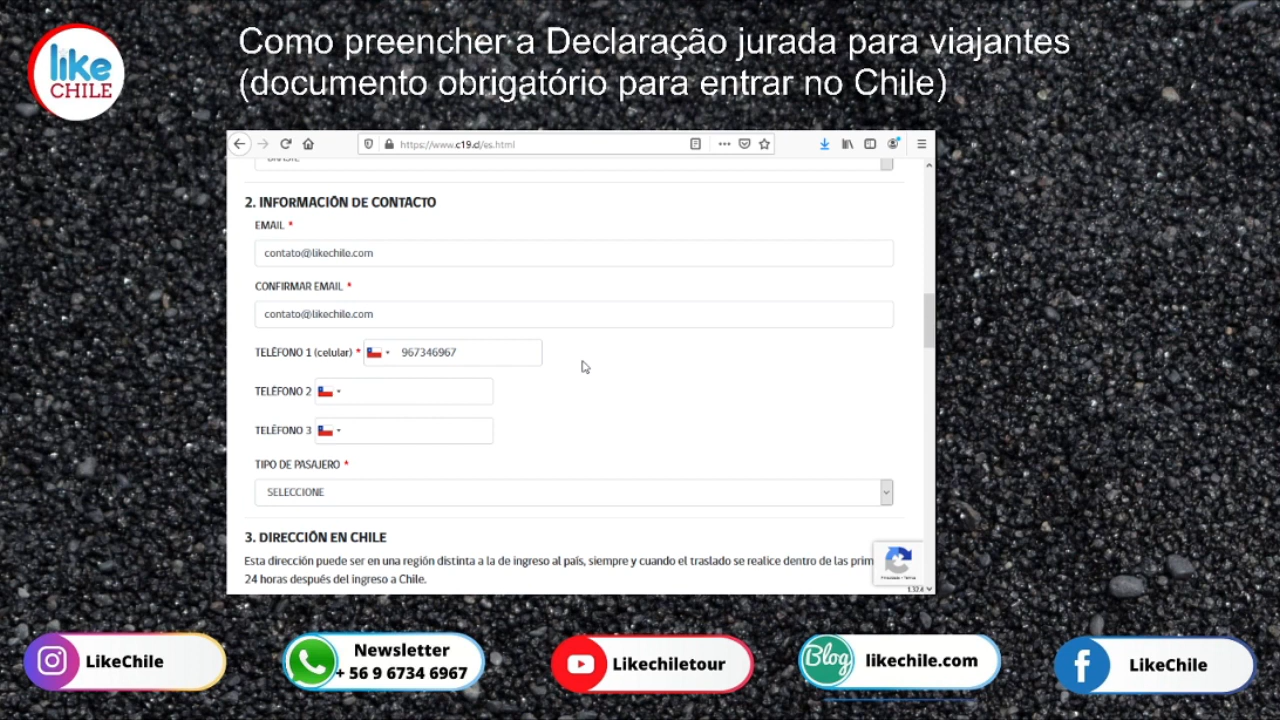 like
CHILE
Como preencher a Declaração jurada para viajantes
(documento obrigatório para entrar no Chile)
https://www.c19.cl/es.html
2. INFORMACIÓN DE CONTACTO
EMAIL *
contato@likechile.com
CONFIRMAR EMAIL *
contato@likechile.com
TELÉFONO 1 (celular) * 967346967
TELÉFONO 2
TELÉFONO 3
TIPO DE PASAJERO *
SELECCIONE
3. DIRECCIÓN EN CHILE
Esta dirección puede ser en una región distinta a la de ingreso al país, siempre y cuando el traslado se realice dentro de las prim
24 horas después del ingreso a Chile.
LikeChile
Newsletter
+ 56 9 6734 6967
Likechiletour
Blog
likechile.com
LikeChile